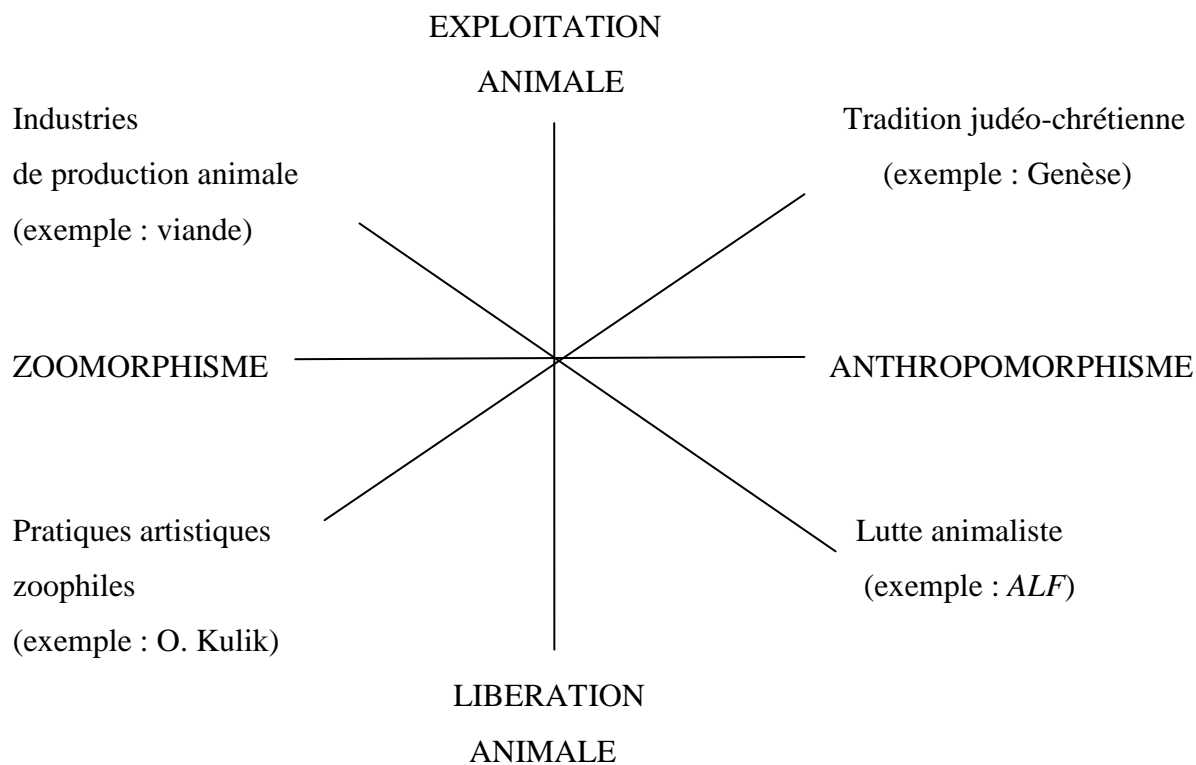 EXPLOITATION
ANIMALE
Industries
de production animale
(exemple : viande)
Tradition judéo-chrétienne
(exemple : Genèse)
ZOOMORPHISME
ANTHROPOMORPHISME
Pratiques artistiques
zoophiles
(exemple : O. Kulik)
Lutte animaliste
(exemple : ALF)
LIBERATION
ANIMALE